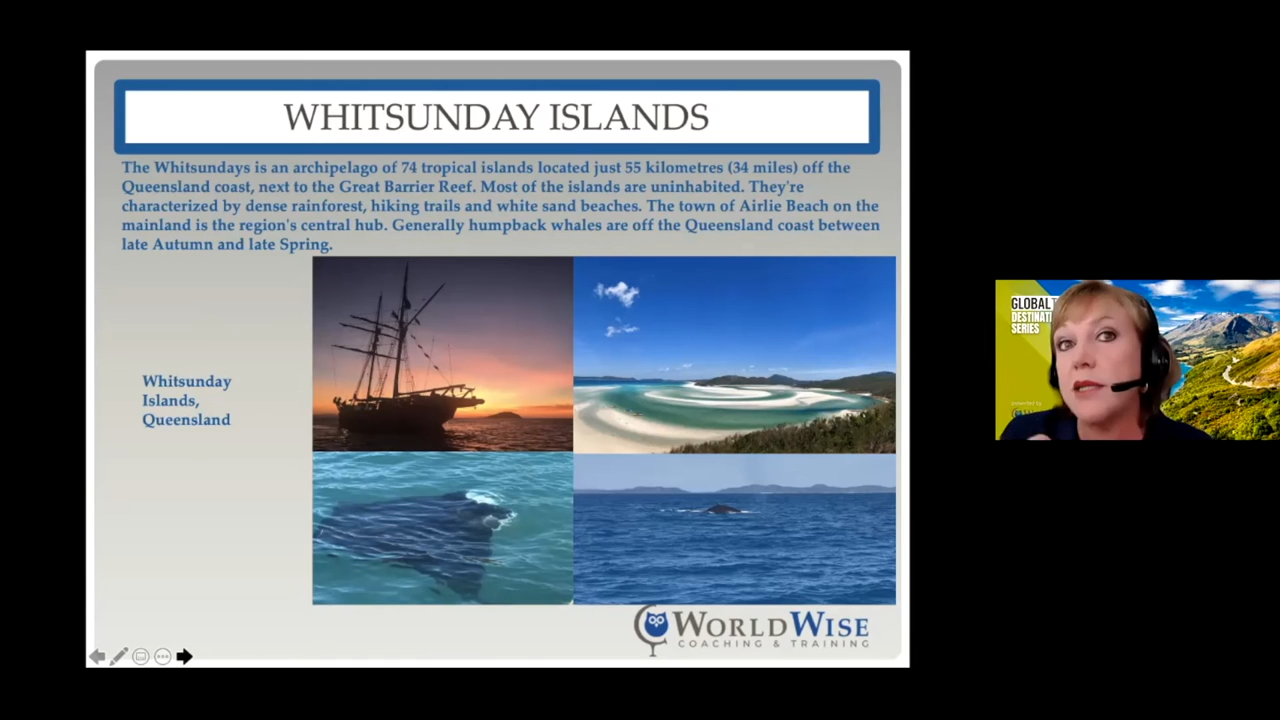 WHITSUNDAY ISLANDS
The Whitsundays is an archipelago of 74 tropical islands located just 55 kilometres (34 miles) off the
Queensland coast, next to the Great Barrier Reef. Most of the islands are uninhabited. They're
characterized by dense rainforest, hiking trails and white sand beaches. The town of Airlie Beach on the
mainland is the region's central hub. Generally humpback whales are off the Queensland coast between
late Autumn and late Spring.
Whitsunday
Islands,
Queensland
WORLDWISE
COACHING & TRAINING
GLOBAL
SERIES